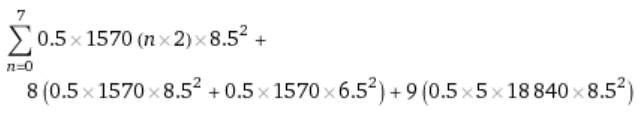 7
∑ 0.5×1570 (n×2)×8.5² +
n=0
8 (0.5×1570×8.5² + 0.5×1570×6.5²) + 9 (0.5×5×18 840×8.5²)